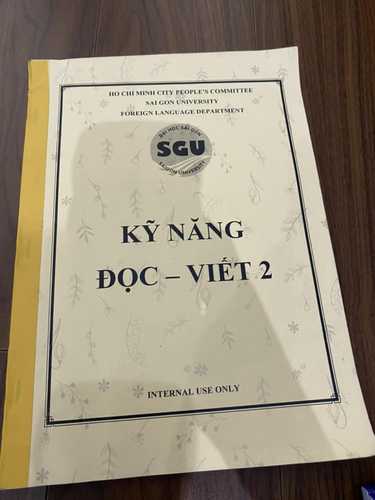 HO CHI MINH CITY PEOPLE'S COMMITTEE
SAI GON UNIVERSITY
FOREIGN LANGUAGE DEPARTMENT
ĐẠI HỌC SÀI GÒN
SGU
SAIGON UNIVERSITY
KỸ NĂNG
ĐỌC – VIẾT 2
INTERNAL USE ONLY